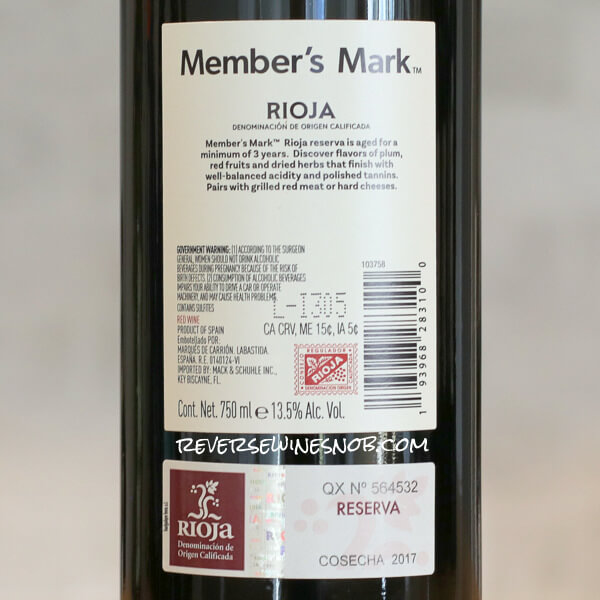 Member's Mark™
RIOJA
DENOMINACIÓN DE ORIGEN CALIFICADA
Member's Mark™ Rioja reserva is aged for a
minimum of 3 years. Discover flavors of plum,
red fruits and dried herbs that finish with
well-balanced acidity and polished tannins.
Pairs with grilled red meat or hard cheeses.
GOVERNMENT WARNING: (1) ACCORDING TO THE SURGEON
GENERAL, WOMEN SHOULD NOT DRINK ALCOHOLIC
BEVERAGES DURING PREGNANCY BECAUSE OF THE RISK OF
BIRTH DEFECTS. (2) CONSUMPTION OF ALCOHOLIC BEVERAGES
IMPAIRS YOUR ABILITY TO DRIVE A CAR OR OPERATE
MACHINERY, AND MAY CAUSE HEALTH PROBLEMS.
CONTAINS SULFITES
L-1305
RED WINE
PRODUCT OF SPAIN
CA CRV, ME 15¢, IA 5¢
Embotellado POR:
MARQUÉS DE CARRIÓN. LABASTIDA.
ESPAÑA. R.E. 0140124-VI
IMPORTED BY: MACK & SCHUHLE INC.,
KEY BISCAYNE, FL.
CONSEJO REGULADOR
RIOJA
DENOMINACIÓN ORIGEN
CALIFICADA
103758
1 93968 28310 0
Cont. Net. 750 ml e 13.5% Alc. Vol.
REVERSEWINESNOB.COM
RIOJA
Denominación de
Origen Calificada
QX Nº 564532
RESERVA
COSECHA 2017